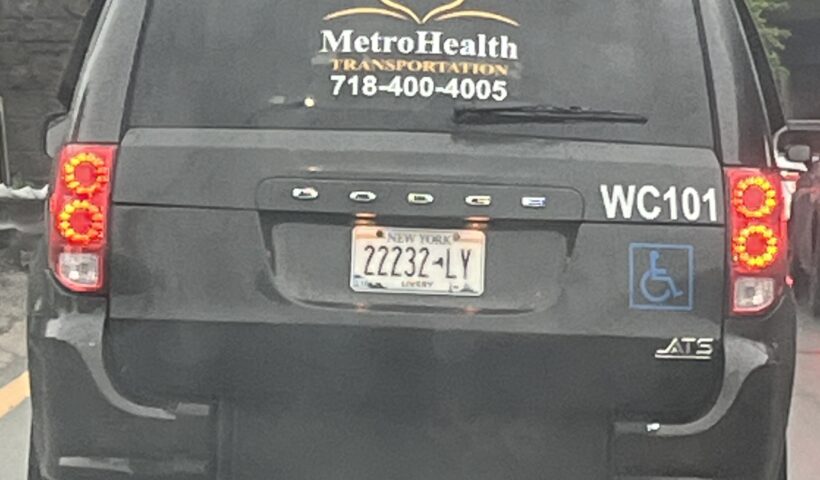 MetroHealth
TRANSPORTATION
718-400-4005
DODGE
WC101
NEW YORK
22232-LY
LIVERY
ATS